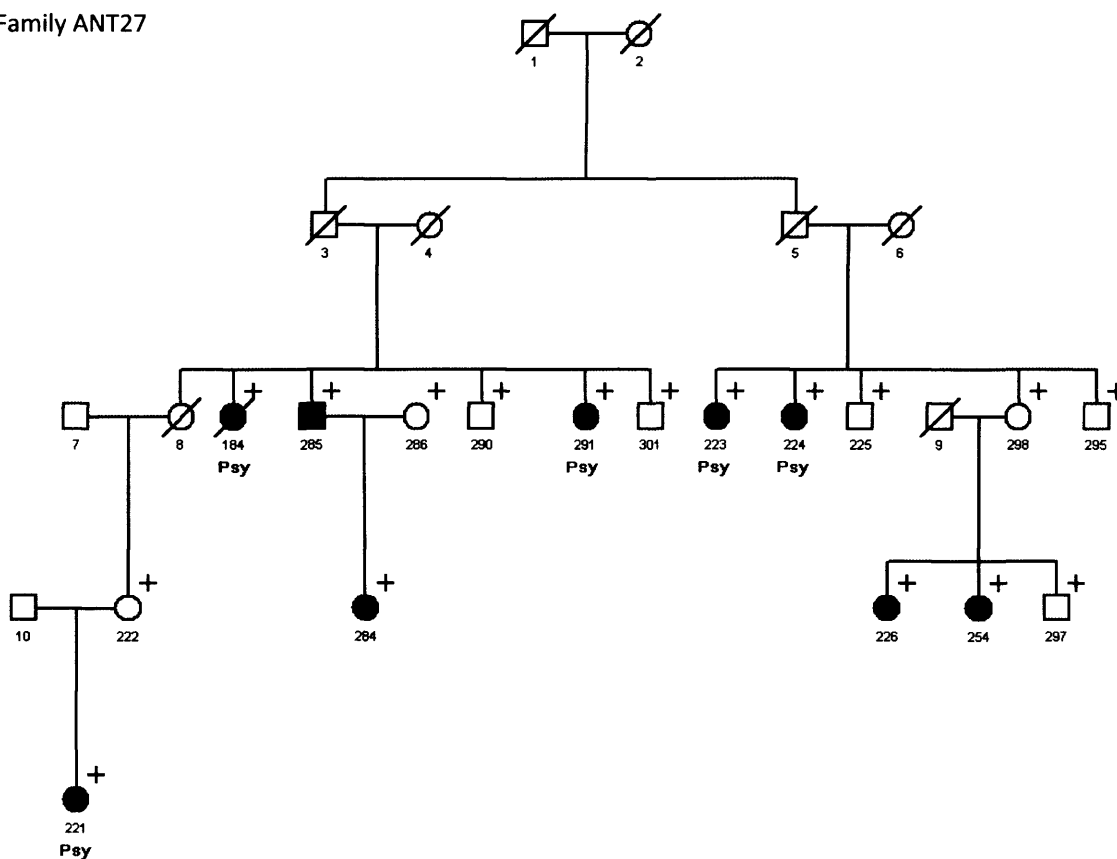 Family ANT27
1 2
3 4 5 6
+ + + + + + + + + + +
7 8 184 285 286 290 291 301 223 224 225 9 298 295
Psy Psy Psy Psy
+ + + + +
10 222 284 226 254 297
+
221
Psy